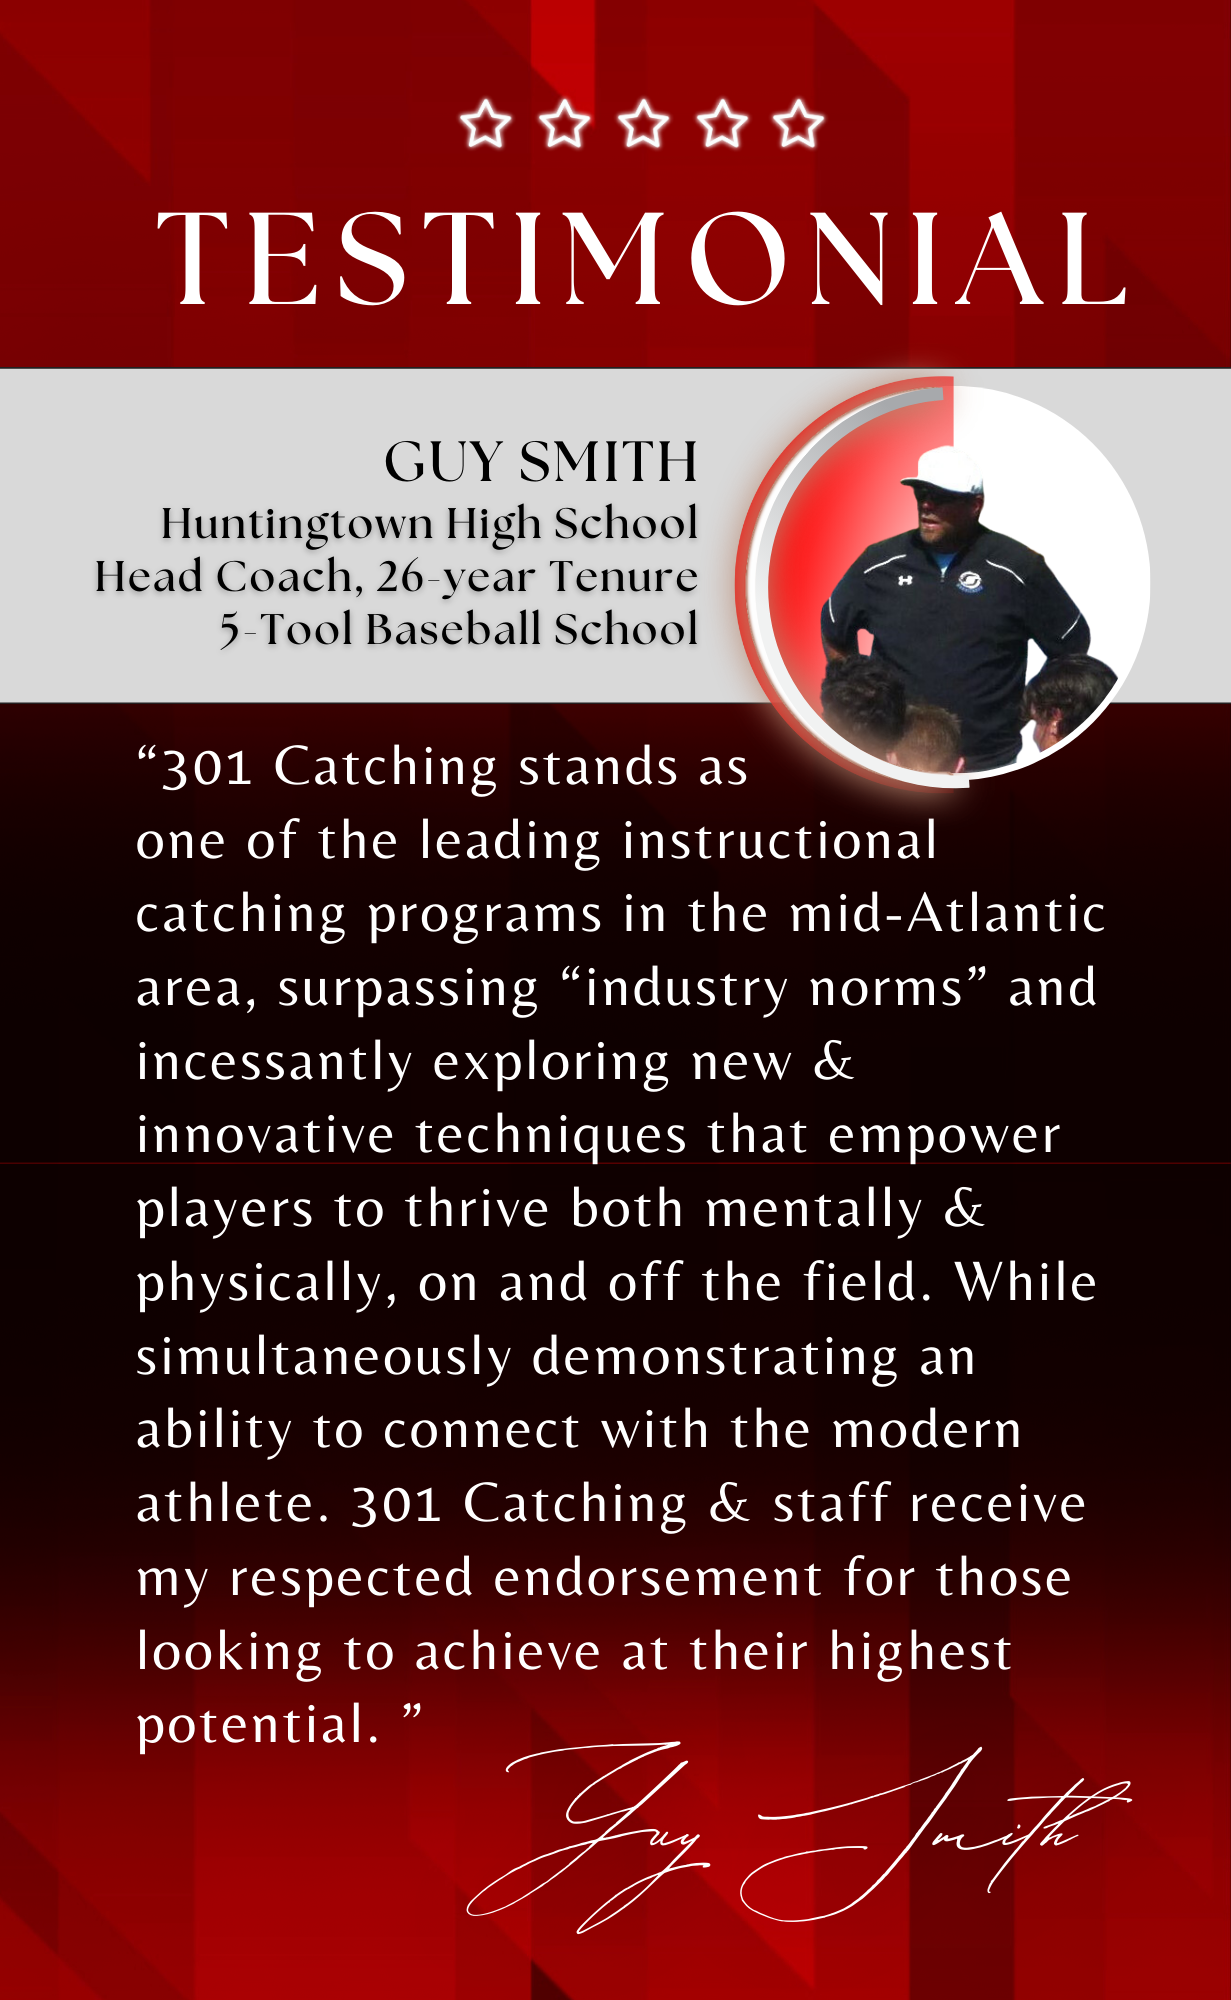 TESTIMONIAL
GUY SMITH
Huntingtown High School
Head Coach, 26-year Tenure
5-Tool Baseball School
“301 Catching stands as
one of the leading instructional
catching programs in the mid-Atlantic
area, surpassing “industry norms” and
incessantly exploring new &
innovative techniques that empower
players to thrive both mentally &
physically, on and off the field. While
simultaneously demonstrating an
ability to connect with the modern
athlete. 301 Catching & staff receive
my respected endorsement for those
looking to achieve at their highest
potential. ”
Guy Smith